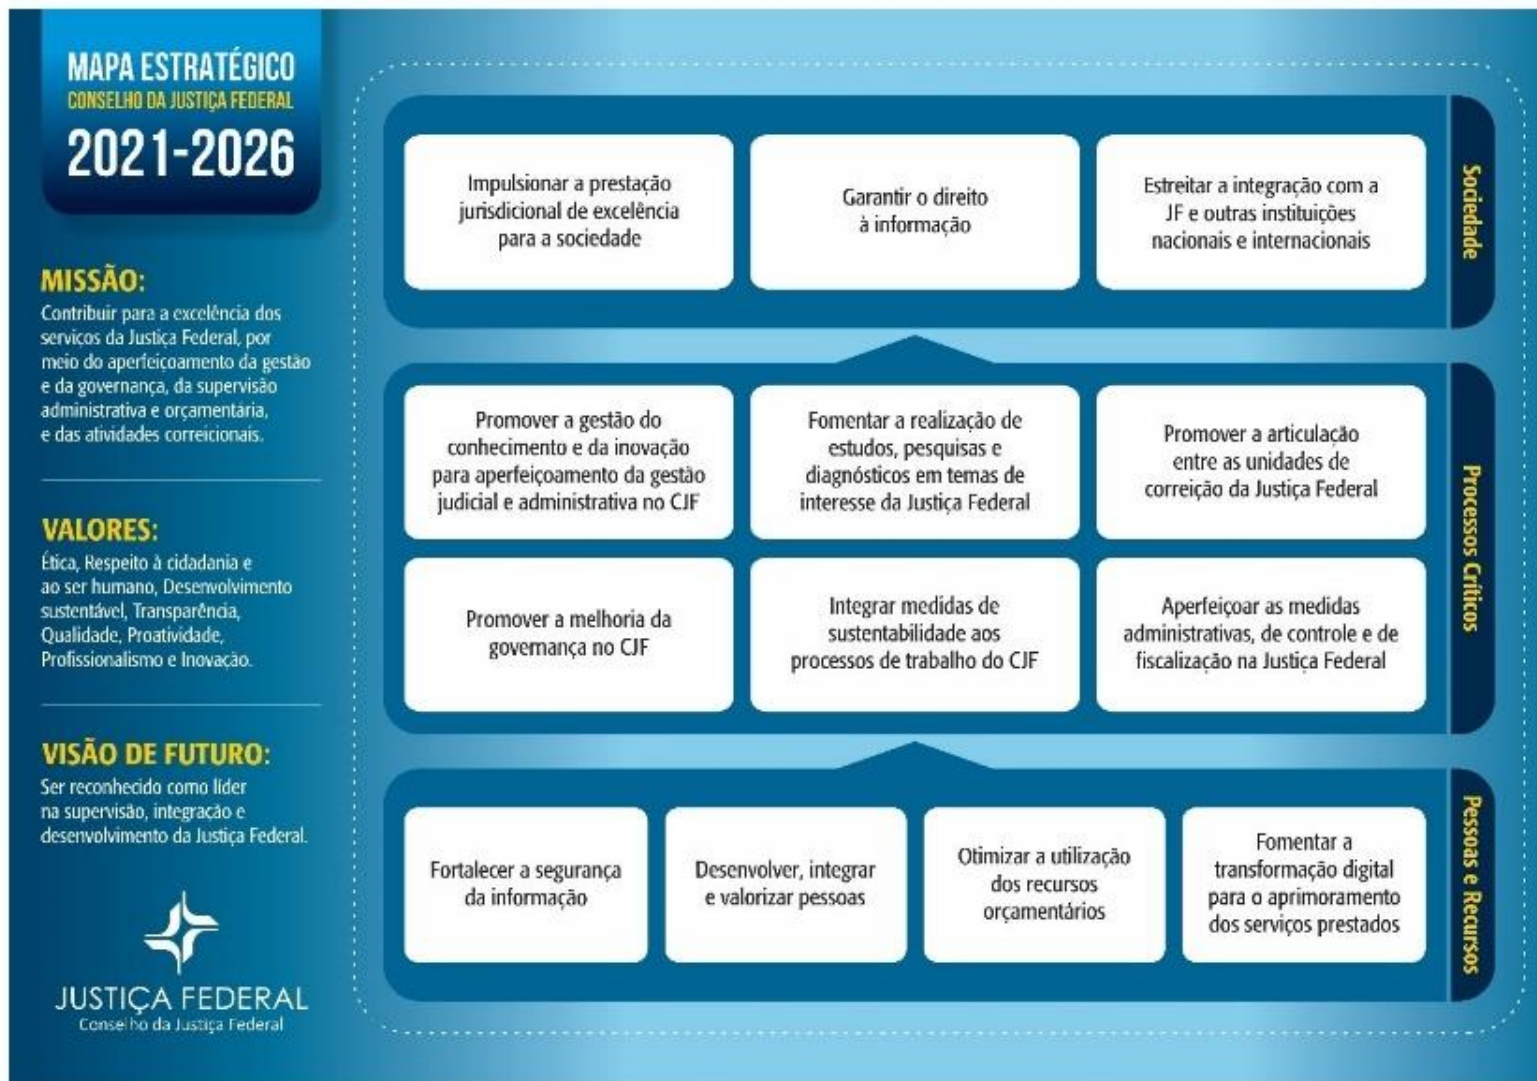 MAPA ESTRATÉGICO
CONSELHO DA JUSTIÇA FEDERAL
2021-2026
MISSÃO:
Contribuir para a excelência dos
serviços da Justiça Federal, por
meio do aperfeiçoamento da gestão
e da governança, da supervisão
administrativa e orçamentária,
e das atividades correicionais.
VALORES:
Ética, Respeito à cidadania e
ao ser humano, Desenvolvimento
sustentável, Transparência,
Qualidade, Proatividade,
Profissionalismo e Inovação.
VISÃO DE FUTURO:
Ser reconhecido como líder
na supervisão, integração e
desenvolvimento da Justiça Federal.
JUSTIÇA FEDERAL
Conselho da Justiça Federal
Sociedade
Impulsionar a prestação
jurisdicional de excelência
para a sociedade
Garantir o direito
à informação
Estreitar a integração com a
JF e outras instituições
nacionais e internacionais
Processos Críticos
Promover a gestão do
conhecimento e da inovação
para aperfeiçoamento da gestão
judicial e administrativa no CJF
Fomentar a realização de
estudos, pesquisas e
diagnósticos em temas de
interesse da Justiça Federal
Promover a articulação
entre as unidades de
correição da Justiça Federal
Promover a melhoria da
governança no CJF
Integrar medidas de
sustentabilidade aos
processos de trabalho do CJF
Aperfeiçoar as medidas
administrativas, de controle e de
fiscalização na Justiça Federal
Pessoas e Recursos
Fortalecer a segurança
da informação
Desenvolver, integrar
e valorizar pessoas
Otimizar a utilização
dos recursos
orçamentários
Fomentar a
transformação digital
para o aprimoramento
dos serviços prestados